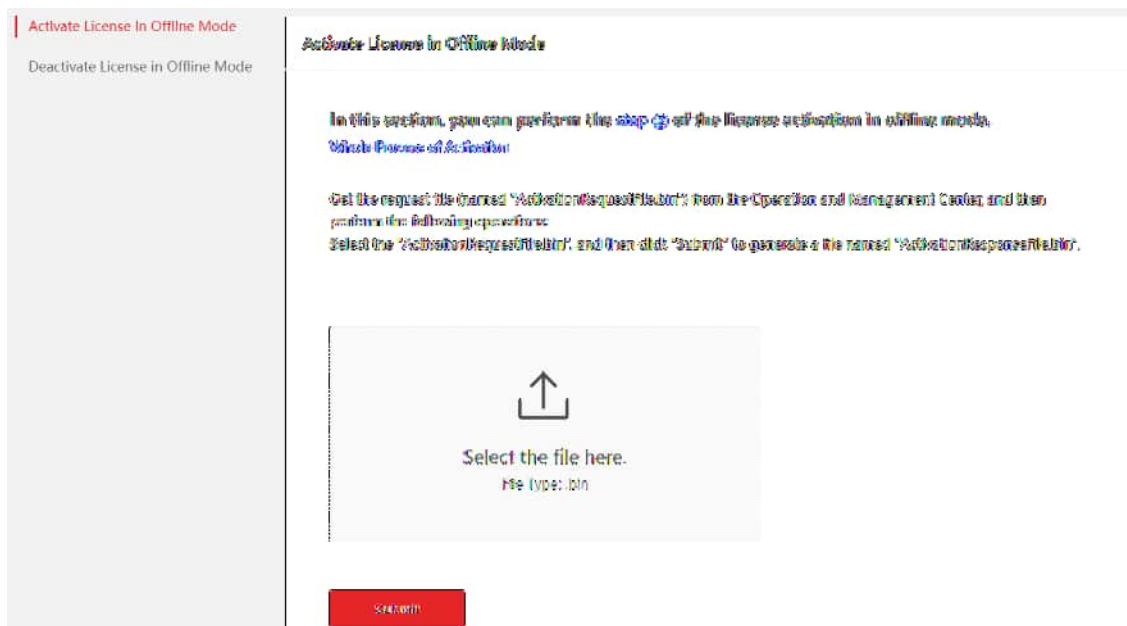 Activate License in Offline Mode
Deactivate License in Offline Mode
Activate License in Offline Mode
In this section, you can perform the step ② of the license activation in offline mode.
Whole Process of Activation
Get the request file (named "ActivationRequestFile.bin") from the Operation and Management Center, and then
perform the following operations:
Select the "ActivationRequestFile.bin", and then click "Submit" to generate a file named "ActivationResponseFile.bin".
Select the file here.
File type: .bin
Submit